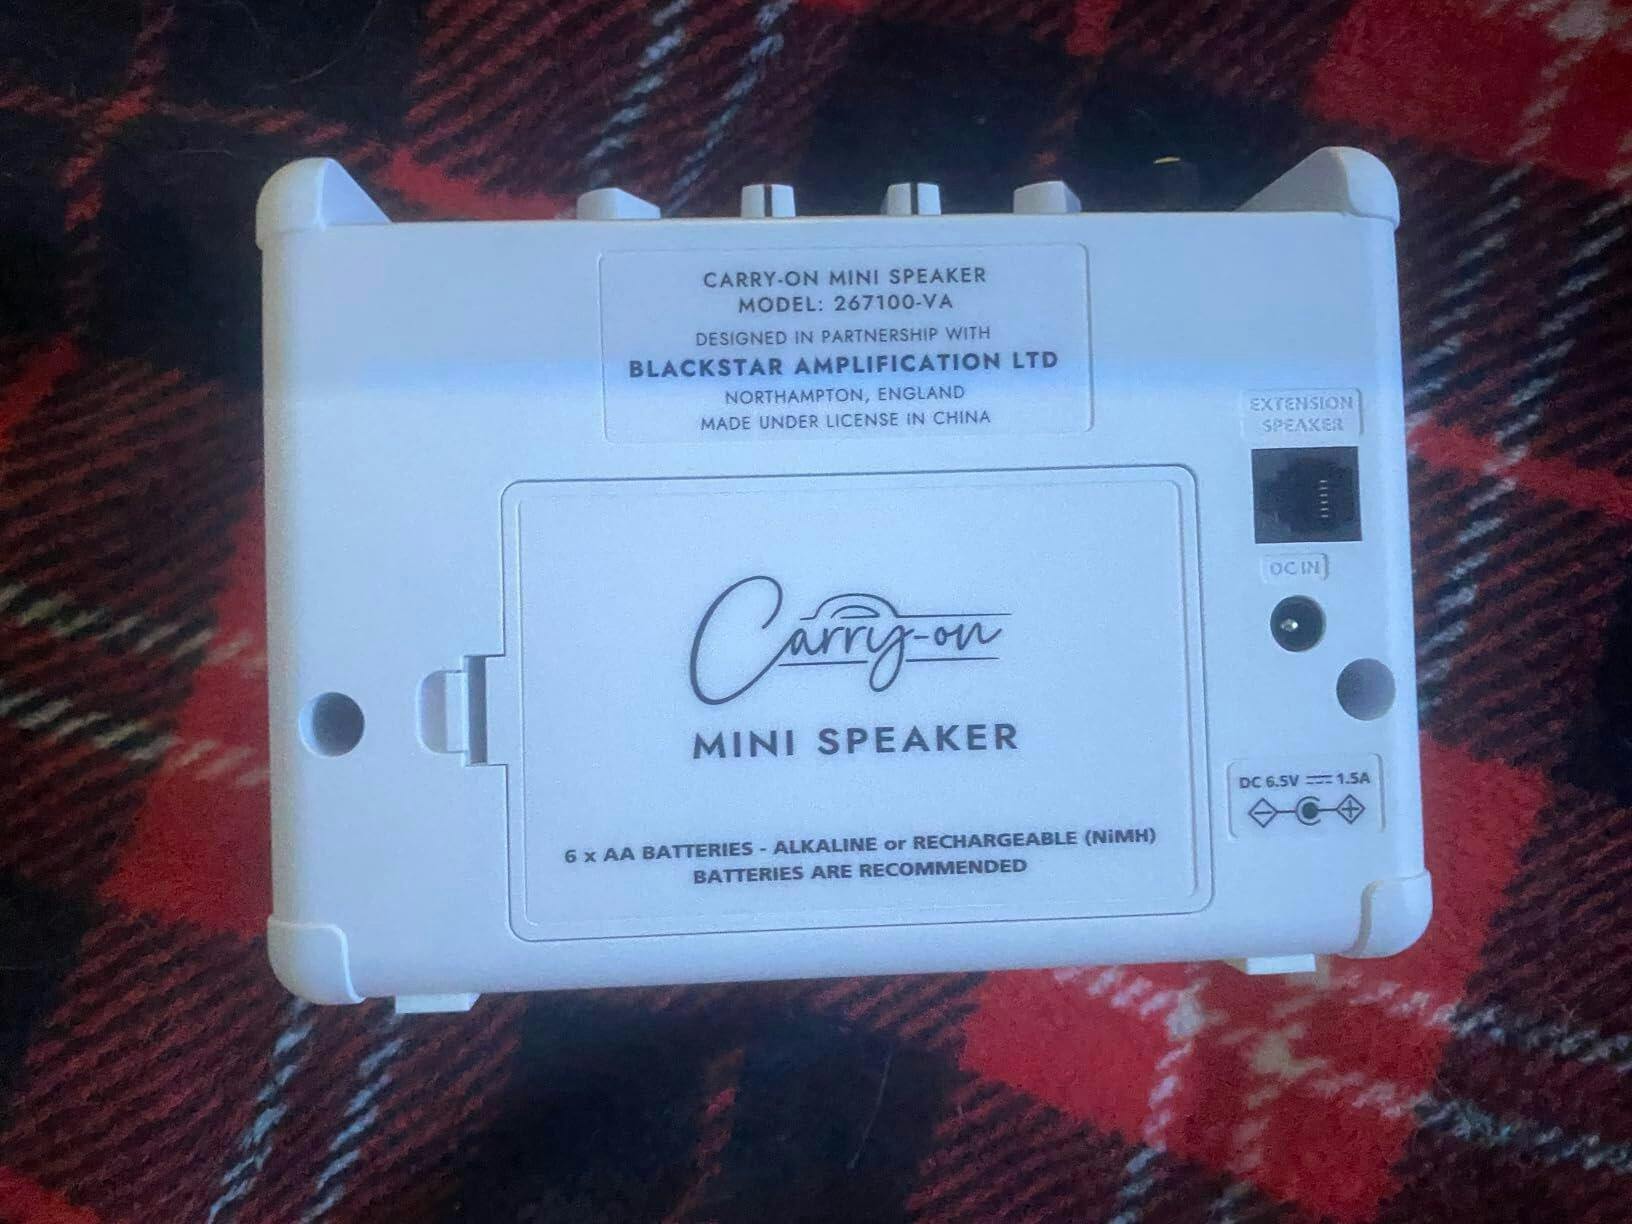 CARRY-ON MINI SPEAKER
MODEL: 267100-VA
DESIGNED IN PARTNERSHIP WITH
BLACKSTAR AMPLIFICATION LTD
NORTHAMPTON, ENGLAND
MADE UNDER LICENSE IN CHINA
EXTENSION
SPEAKER
DC IN
Carry-on
MINI SPEAKER
DC 6.5V ⎓ 1.5A
6 x AA BATTERIES - ALKALINE or RECHARGEABLE (NiMH)
BATTERIES ARE RECOMMENDED